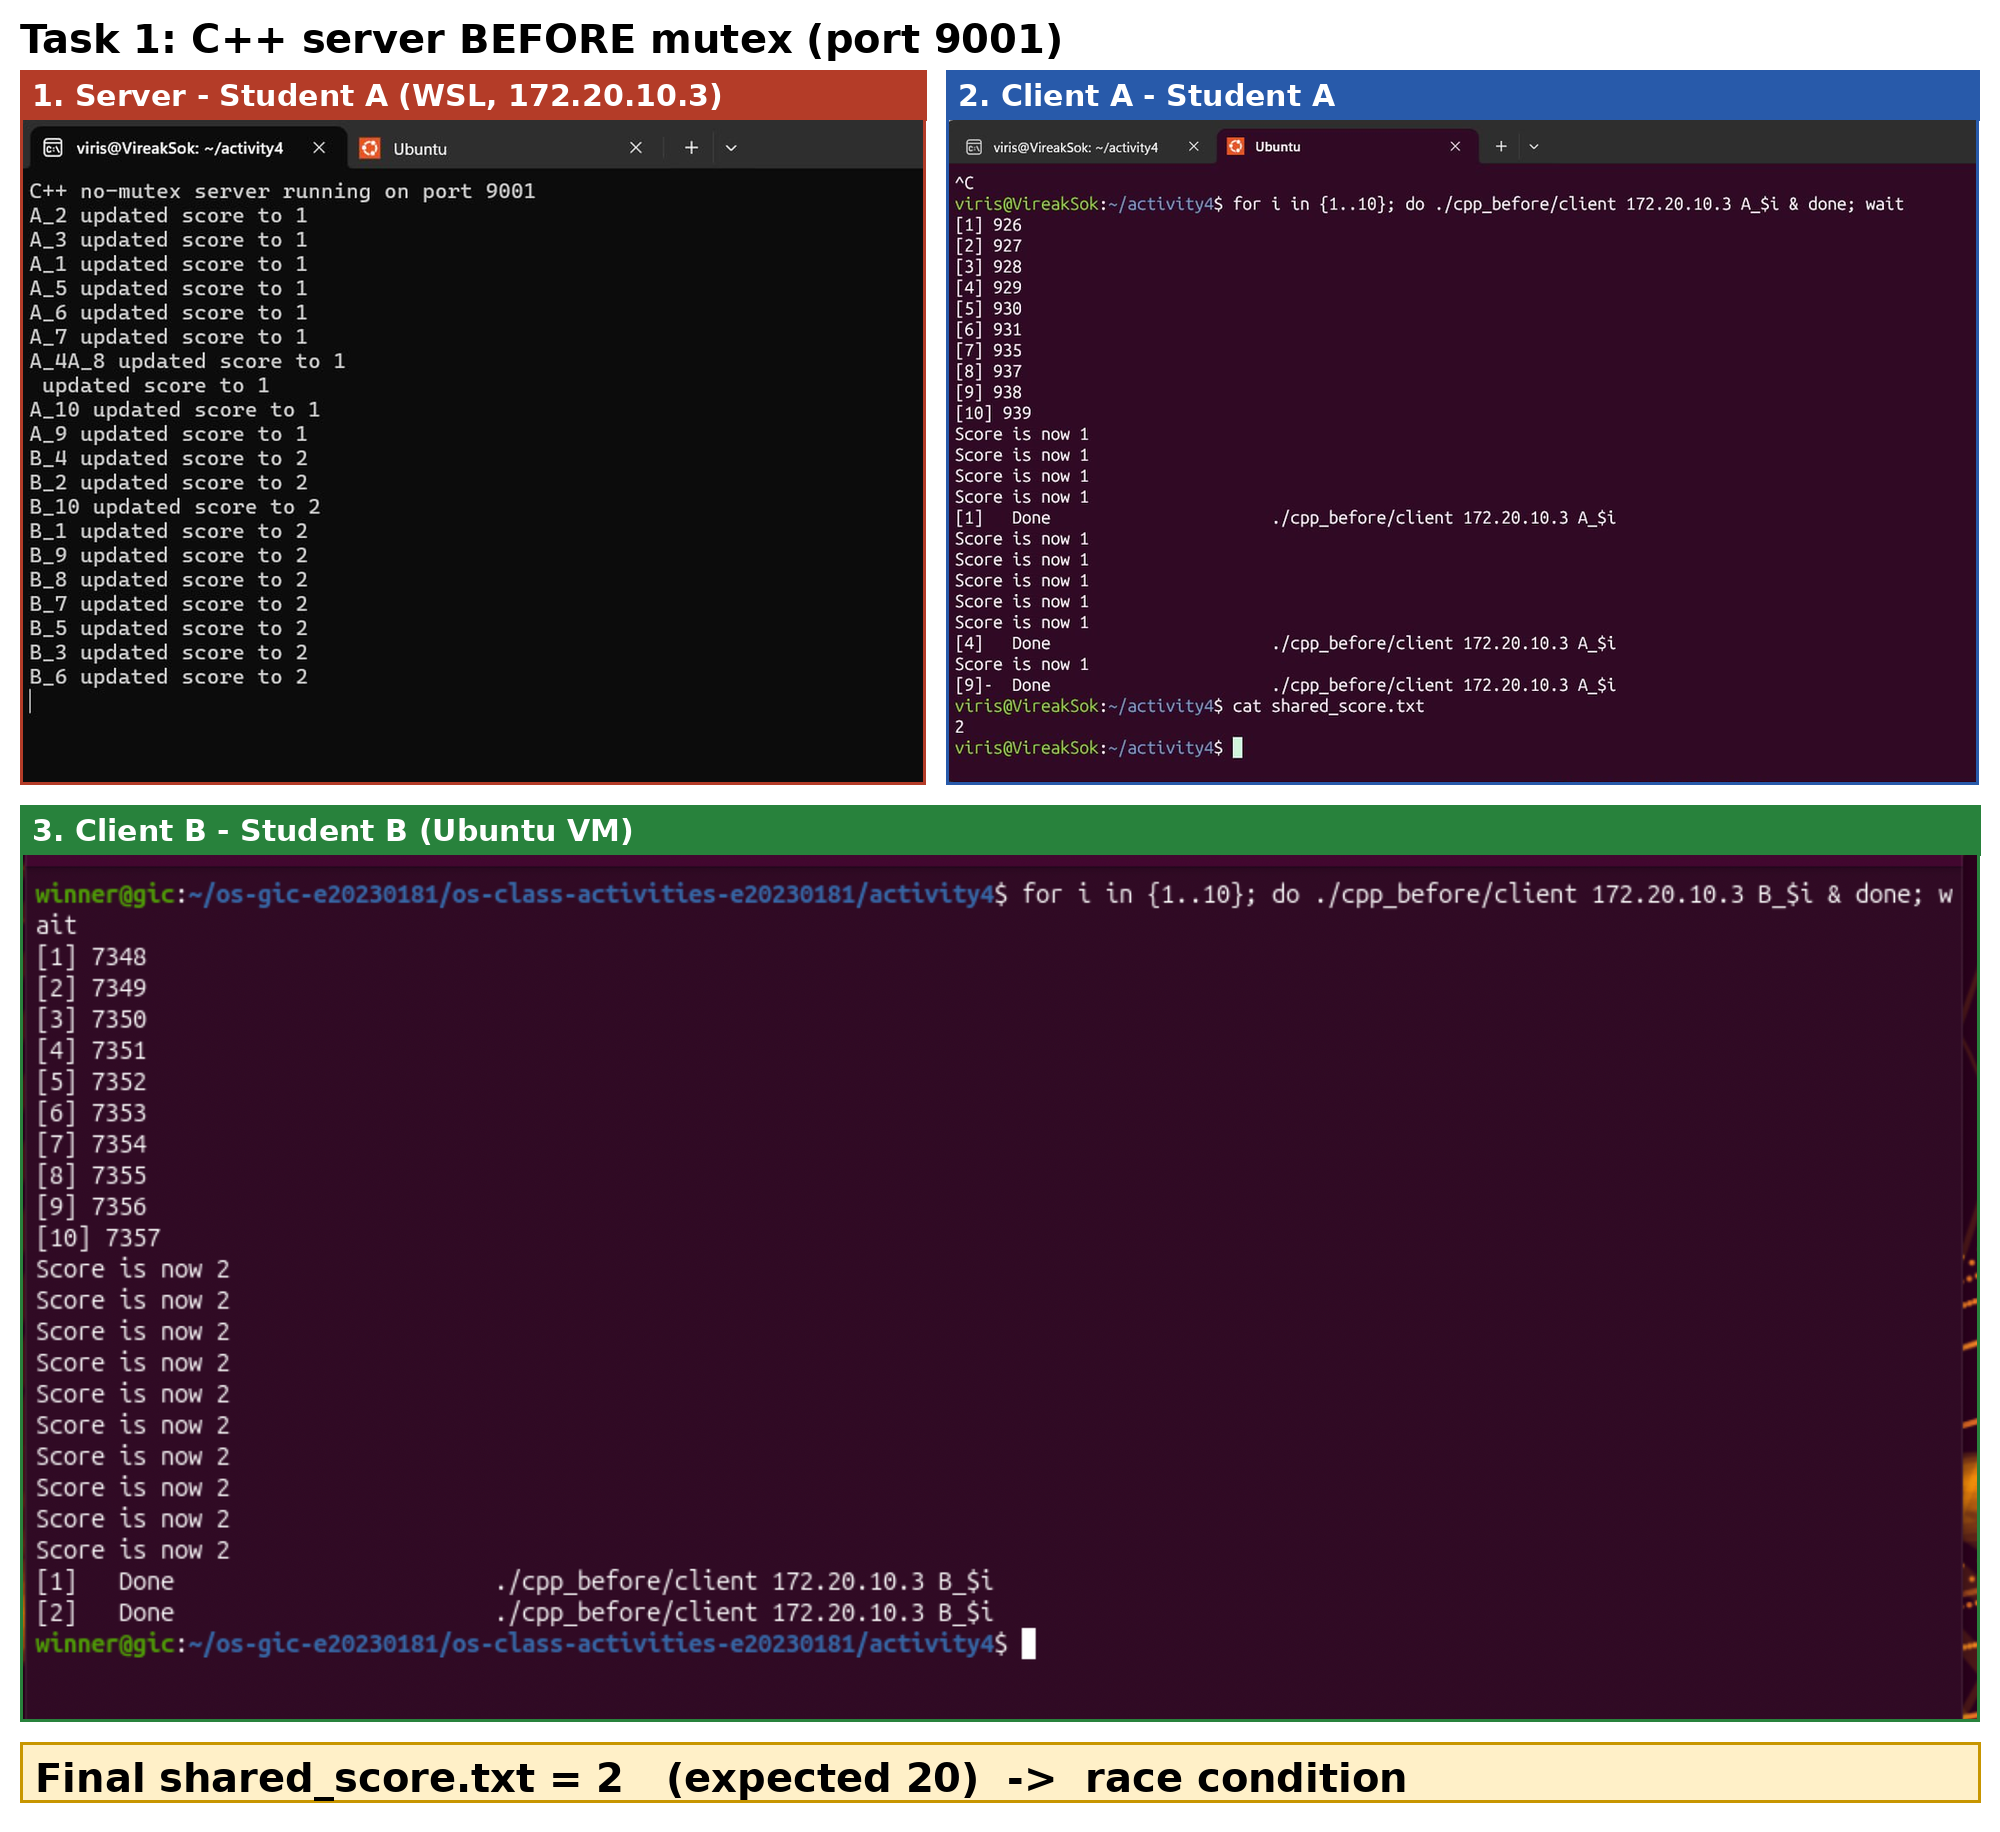 Task 1: C++ server BEFORE mutex (port 9001)
1. Server - Student A (WSL, 172.20.10.3)
viris@VireakSok: ~/activity4
Ubuntu
C++ no-mutex server running on port 9001
A_2 updated score to 1
A_3 updated score to 1
A_1 updated score to 1
A_5 updated score to 1
A_6 updated score to 1
A_7 updated score to 1
A_4A_8 updated score to 1
 updated score to 1
A_10 updated score to 1
A_9 updated score to 1
B_4 updated score to 2
B_2 updated score to 2
B_10 updated score to 2
B_1 updated score to 2
B_9 updated score to 2
B_8 updated score to 2
B_7 updated score to 2
B_5 updated score to 2
B_3 updated score to 2
B_6 updated score to 2
2. Client A - Student A
viris@VireakSok: ~/activity4
Ubuntu
^C
viris@VireakSok:~/activity4$ for i in {1..10}; do ./cpp_before/client 172.20.10.3 A_$i & done; wait
[1] 926
[2] 927
[3] 928
[4] 929
[5] 930
[6] 931
[7] 935
[8] 937
[9] 938
[10] 939
Score is now 1
Score is now 1
Score is now 1
Score is now 1
[1]   Done                    ./cpp_before/client 172.20.10.3 A_$i
Score is now 1
Score is now 1
Score is now 1
Score is now 1
Score is now 1
[4]   Done                    ./cpp_before/client 172.20.10.3 A_$i
Score is now 1
[9]-  Done                    ./cpp_before/client 172.20.10.3 A_$i
viris@VireakSok:~/activity4$ cat shared_score.txt
2
viris@VireakSok:~/activity4$
3. Client B - Student B (Ubuntu VM)
winner@gic:~/os-gic-e20230181/os-class-activities-e20230181/activity4$ for i in {1..10}; do ./cpp_before/client 172.20.10.3 B_$i & done; w
ait
[1] 7348
[2] 7349
[3] 7350
[4] 7351
[5] 7352
[6] 7353
[7] 7354
[8] 7355
[9] 7356
[10] 7357
Score is now 2
Score is now 2
Score is now 2
Score is now 2
Score is now 2
Score is now 2
Score is now 2
Score is now 2
Score is now 2
Score is now 2
[1]   Done                    ./cpp_before/client 172.20.10.3 B_$i
[2]   Done                    ./cpp_before/client 172.20.10.3 B_$i
winner@gic:~/os-gic-e20230181/os-class-activities-e20230181/activity4$
Final shared_score.txt = 2   (expected 20)  ->  race condition